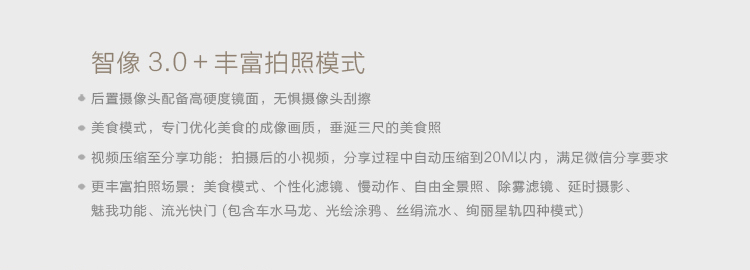 智像 3.0 + 丰富拍照模式
后置摄像头配备高硬度镜面，无惧摄像头刮擦
美食模式，专门优化美食的成像画质，垂涎三尺的美食照
视频压缩至分享功能：拍摄后的小视频，分享过程中自动压缩到20M以内，满足微信分享要求
更丰富拍照场景：美食模式、个性化滤镜、慢动作、自由全景照、除雾滤镜、延时摄影、
魅我功能、流光快门 (包含车水马龙、光绘涂鸦、丝绢流水、绚丽星轨四种模式)